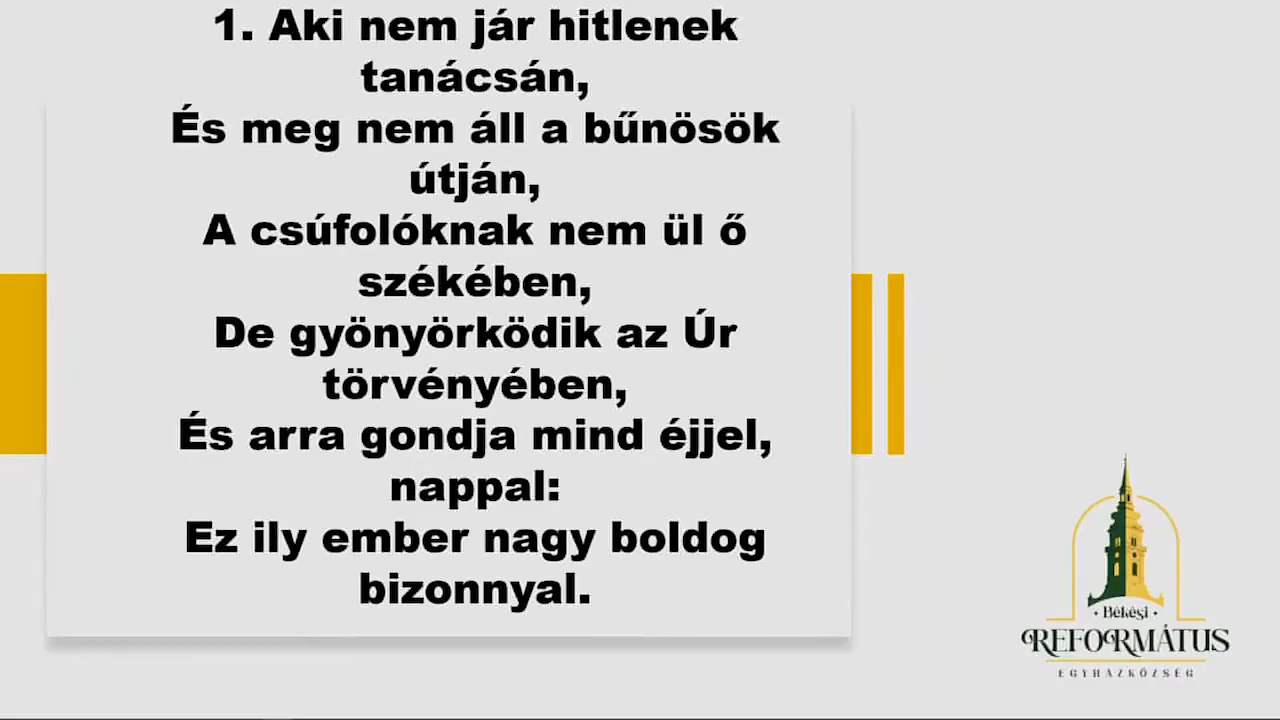 1. Aki nem jár hitlenek
tanácsán,
És meg nem áll a bűnösök
útján,
A csúfolóknak nem ül ő
székében,
De gyönyörködik az Úr
törvényében,
És arra gondja mind éjjel,
nappal:
Ez ily ember nagy boldog
bizonnyal.
• Békési •
REFORMÁTUS
EGYHÁZKÖZSÉG